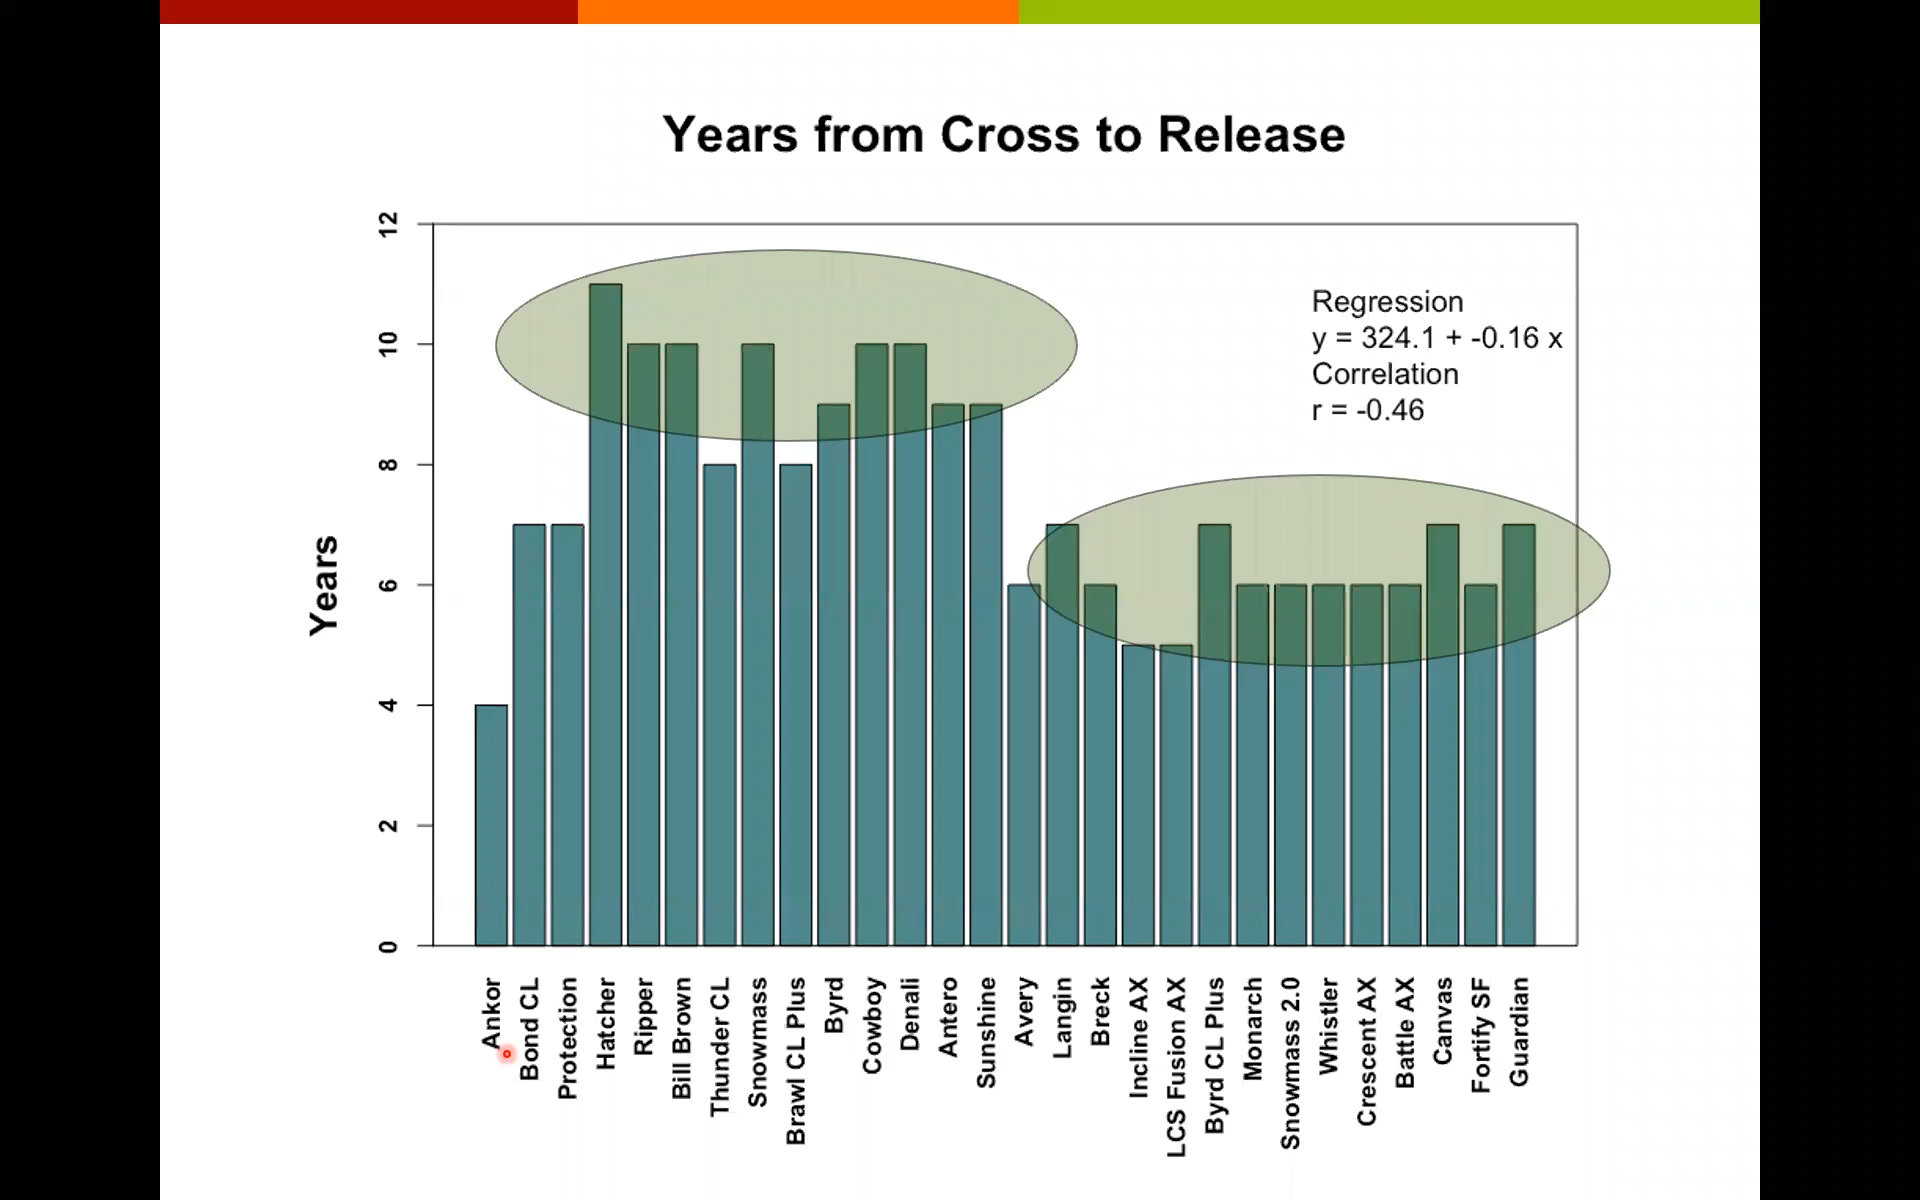 Years from Cross to Release
12
10
8
6
4
2
0
Years
Regression
y = 324.1 + -0.16 x
Correlation
r = -0.46
Ankor
Bond CL
Protection
Hatcher
Ripper
Bill Brown
Thunder CL
Snowmass
Brawl CL Plus
Byrd
Cowboy
Denali
Antero
Sunshine
Avery
Langin
Breck
Incline AX
LCS Fusion AX
Byrd CL Plus
Monarch
Snowmass 2.0
Whistler
Crescent AX
Battle AX
Canvas
Fortify SF
Guardian